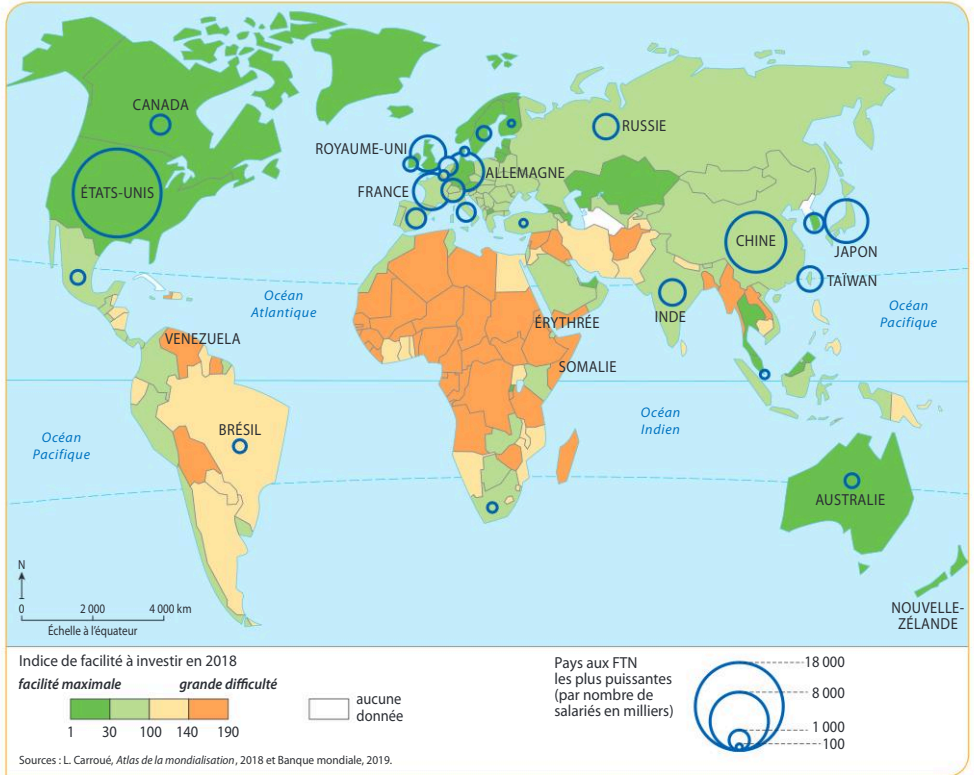 CANADA
ROYAUME-UNI
RUSSIE
ÉTATS-UNIS
FRANCE
ALLEMAGNE
CHINE
JAPON
TAÏWAN
Océan
Atlantique
INDE
Océan
Pacifique
ÉRYTHRÉE
VENEZUELA
SOMALIE
Océan
Pacifique
BRÉSIL
Océan
Indien
AUSTRALIE
N
0 2 000 4 000 km
Échelle à l'équateur
NOUVELLE-
ZÉLANDE
Indice de facilité à investir en 2018
facilité maximale grande difficulté
1 30 100 140 190
aucune
donnée
Pays aux FTN
les plus puissantes
(par nombre de
salariés en milliers)
18 000
8 000
1 000
100
Sources : L. Carroué, Atlas de la mondialisation, 2018 et Banque mondiale, 2019.